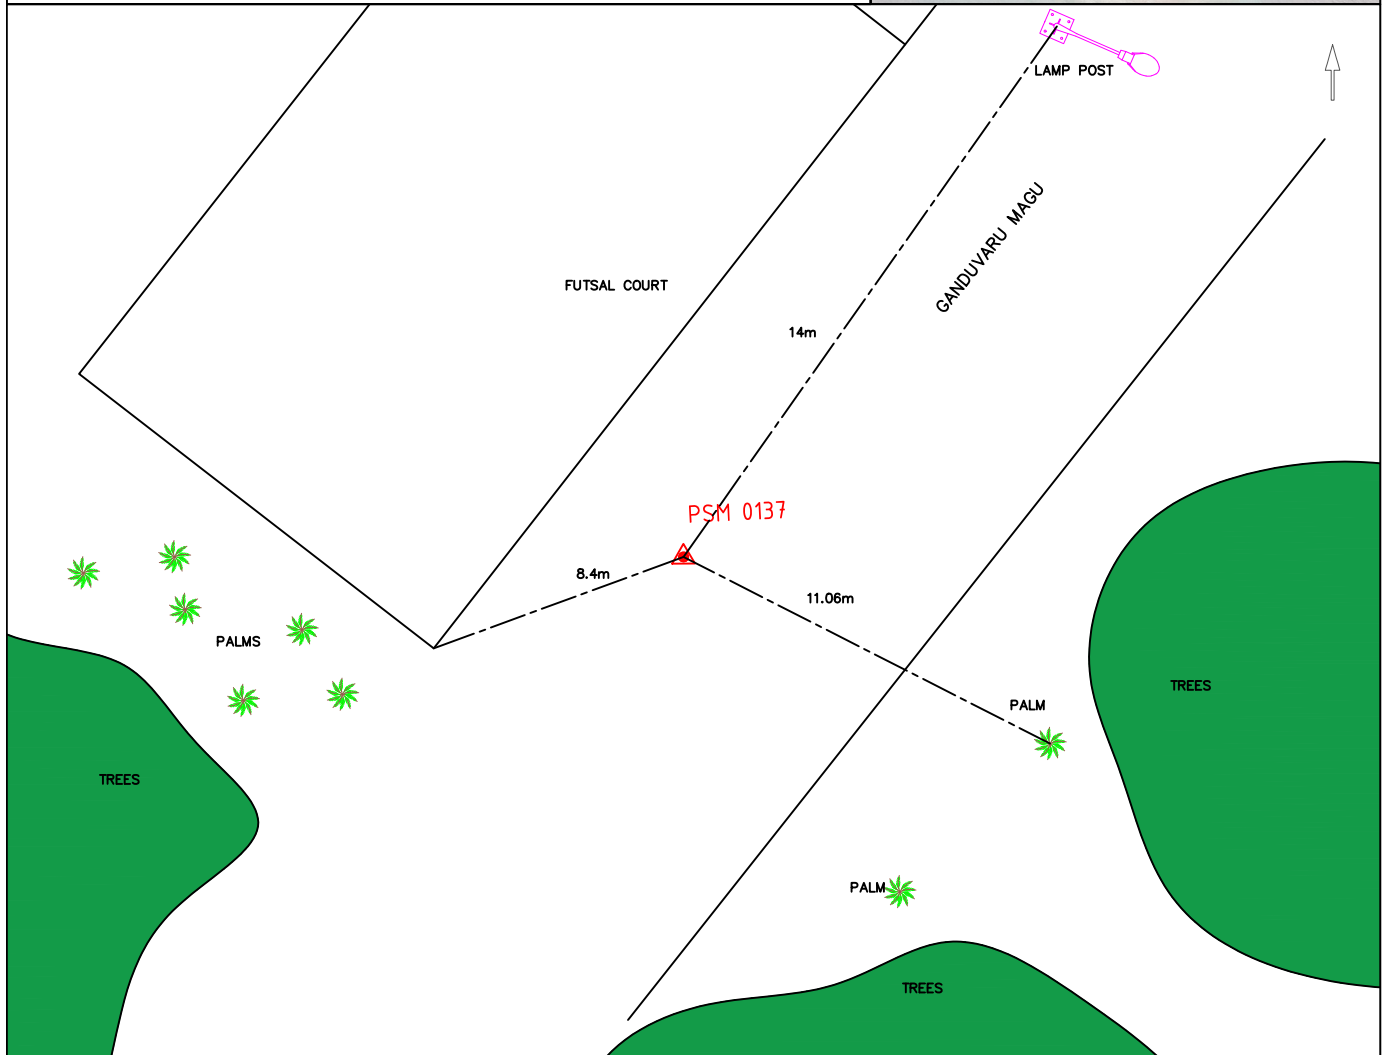 LAMP POST
GANDUVARU MAGU
FUTSAL COURT
14m
PSM 0137
8.4m
11.06m
PALMS
TREES
PALM
TREES
PALM
TREES